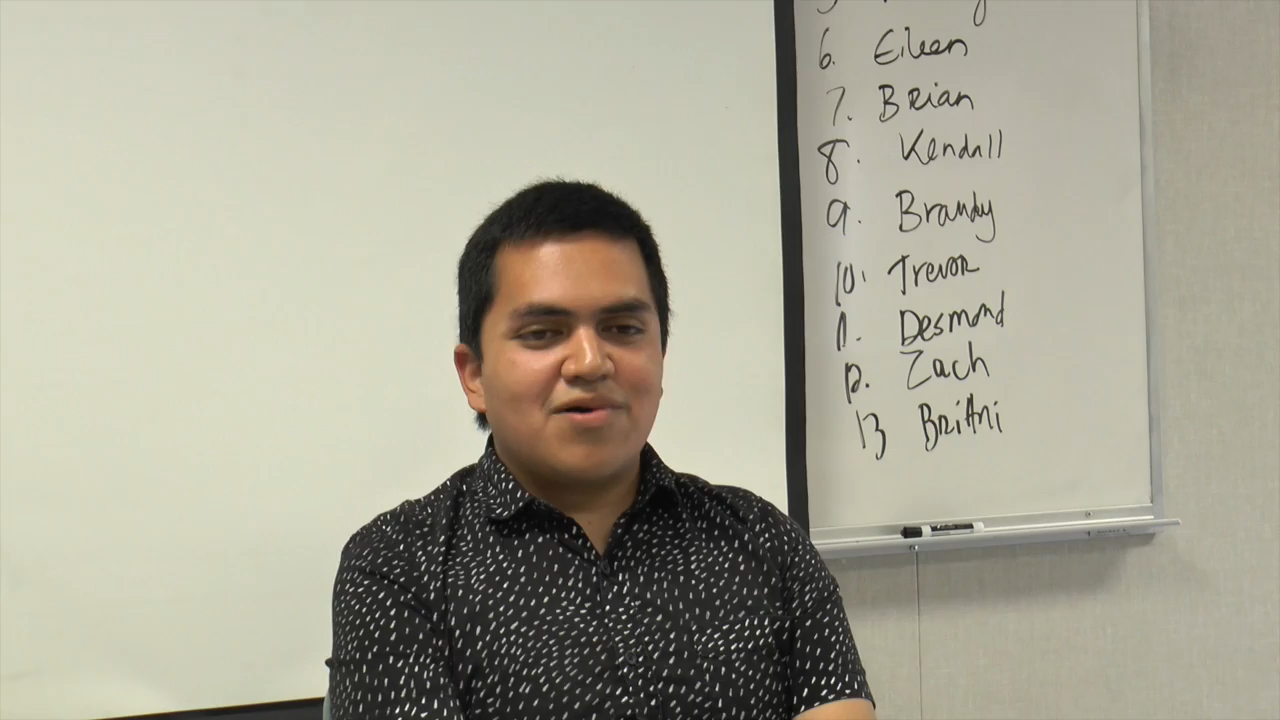 6. Eileen
7. Brian
8. Kendall
9. Brandy
10. Trevor
11. Desmond
12. Zach
13 Brittni